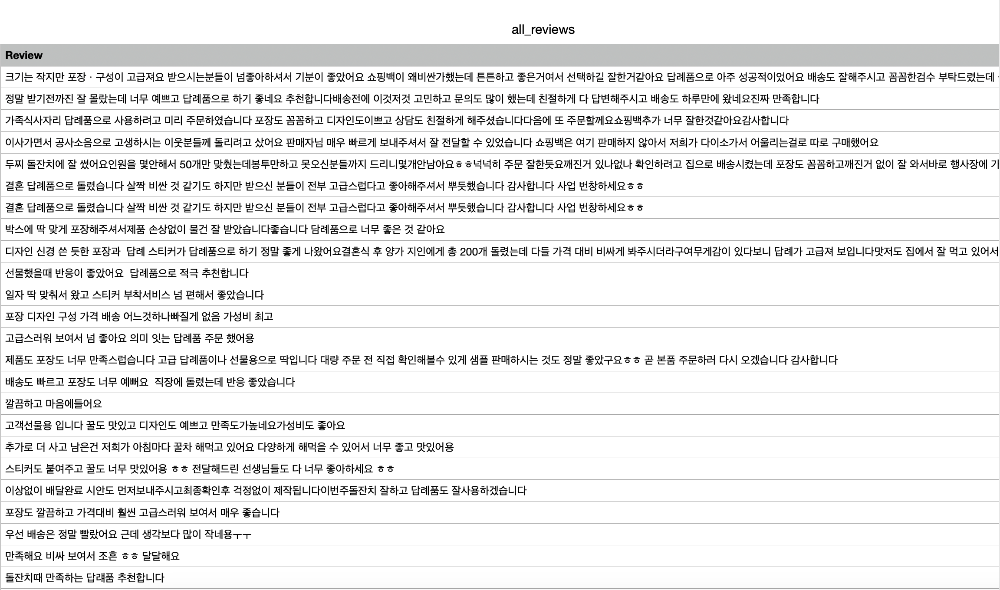 all_reviews
Review
크기는 작지만 포장 · 구성이 고급져요 받으시는분들이 넘좋아하셔서 기분이 좋았어요 쇼핑백이 왜비싼가했는데 튼튼하고 좋은거여서 선택하길 잘한거같아요 답례품으로 아주 성공적이었어요 배송도 잘해주시고 꼼꼼한검수 부탁드렸는데
정말 받기전까진 잘 몰랐는데 너무 예쁘고 답례품으로 하기 좋네요 추천합니다배송전에 이것저것 고민하고 문의도 많이 했는데 친절하게 다 답변해주시고 배송도 하루만에 왔네요진짜 만족합니다
가족식사자리 답례품으로 사용하려고 미리 주문하였습니다 포장도 꼼꼼하고 디자인도이쁘고 상담도 친절하게 해주셨습니다다음에 또 주문할께요쇼핑백추가 너무 잘한것같아요감사합니다
이사가면서 공사소음으로 고생하시는 이웃분들께 돌리려고 샀어요 판매자님 매우 빠르게 보내주셔서 잘 전달할 수 있었습니다 쇼핑백은 여기 판매하지 않아서 저희가 다이소가서 어울리는걸로 따로 구매했어요
두찌 돌잔치에 잘 썼어요인원을 몇안해서 50개만 맞췄는데봉투만하고 못오신분들까지 드리니몇개안남아요ㅎㅎ넉넉히 주문 잘한듯요깨진거 있나없나 확인하려고 집으로 배송시켰는데 포장도 꼼꼼하고깨진거 없이 잘 와서바로 행사장에 가
결혼 답례품으로 돌렸습니다 살짝 비싼 것 같기도 하지만 받으신 분들이 전부 고급스럽다고 좋아해주셔서 뿌듯했습니다 감사합니다 사업 번창하세요ㅎㅎ
결혼 답례품으로 돌렸습니다 살짝 비싼 것 같기도 하지만 받으신 분들이 전부 고급스럽다고 좋아해주셔서 뿌듯했습니다 감사합니다 사업 번창하세요ㅎㅎ
박스에 딱 맞게 포장해주셔서제품 손상없이 물건 잘 받았습니다좋습니다 담례품으로 너무 좋은 것 같아요
디자인 신경 쓴 듯한 포장과  답례 스티커가 답례품으로 하기 정말 좋게 나왔어요결혼식 후 양가 지인에게 총 200개 돌렸는데 다들 가격 대비 비싸게 봐주시더라구여무게감이 있다보니 답례가 고급져 보입니다맛저도 집에서 잘 먹고 있어서
선물했을때 반응이 좋았어요  답례품으로 적극 추천합니다
일자 딱 맞춰서 왔고 스티커 부착서비스 넘 편해서 좋았습니다
포장 디자인 구성 가격 배송 어느것하나빠질게 없음 가성비 최고
고급스러워 보여서 넘 좋아요 의미 잇는 답례품 주문 했어용
제품도 포장도 너무 만족스럽습니다 고급 답례품이나 선물용으로 딱입니다 대량 주문 전 직접 확인해볼수 있게 샘플 판매하시는 것도 정말 좋았구요ㅎㅎ 곧 본품 주문하러 다시 오겠습니다 감사합니다
배송도 빠르고 포장도 너무 예뻐요  직장에 돌렸는데 반응 좋았습니다
깔끔하고 마음에들어요
고객선물용 입니다 꿀도 맛있고 디자인도 예쁘고 만족도가높네요가성비도 좋아요
추가로 더 사고 남은건 저희가 아침마다 꿀차 해먹고 있어요 다양하게 해먹을 수 있어서 너무 좋고 맛있어용
스티커도 붙여주고 꿀도 너무 맛있어용 ㅎㅎ 전달해드린 선생님들도 다 너무 좋아하세요 ㅎㅎ
이상없이 배달완료 시안도 먼저보내주시고최종확인후 걱정없이 제작됩니다이번주돌잔치 잘하고 답례품도 잘사용하겠습니다
포장도 깔끔하고 가격대비 훨씬 고급스러워 보여서 매우 좋습니다
우선 배송은 정말 빨랐어요 근데 생각보다 많이 작네용ㅜㅜ
만족해요 비싸 보여서 조흔 ㅎㅎ 달달해요
돌잔치때 만족하는 답럐품 추천합니다